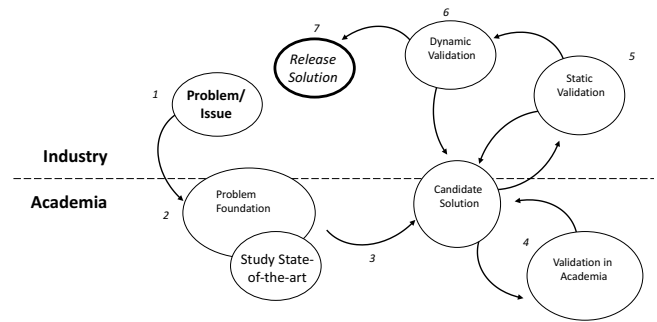 7
Release
Solution
6
Dynamic
Validation
5
Static
Validation
1
Problem/
Issue
Industry
Academia
2
Problem
Foundation
Study State-
of-the-art
3
Candidate
Solution
4
Validation in
Academia